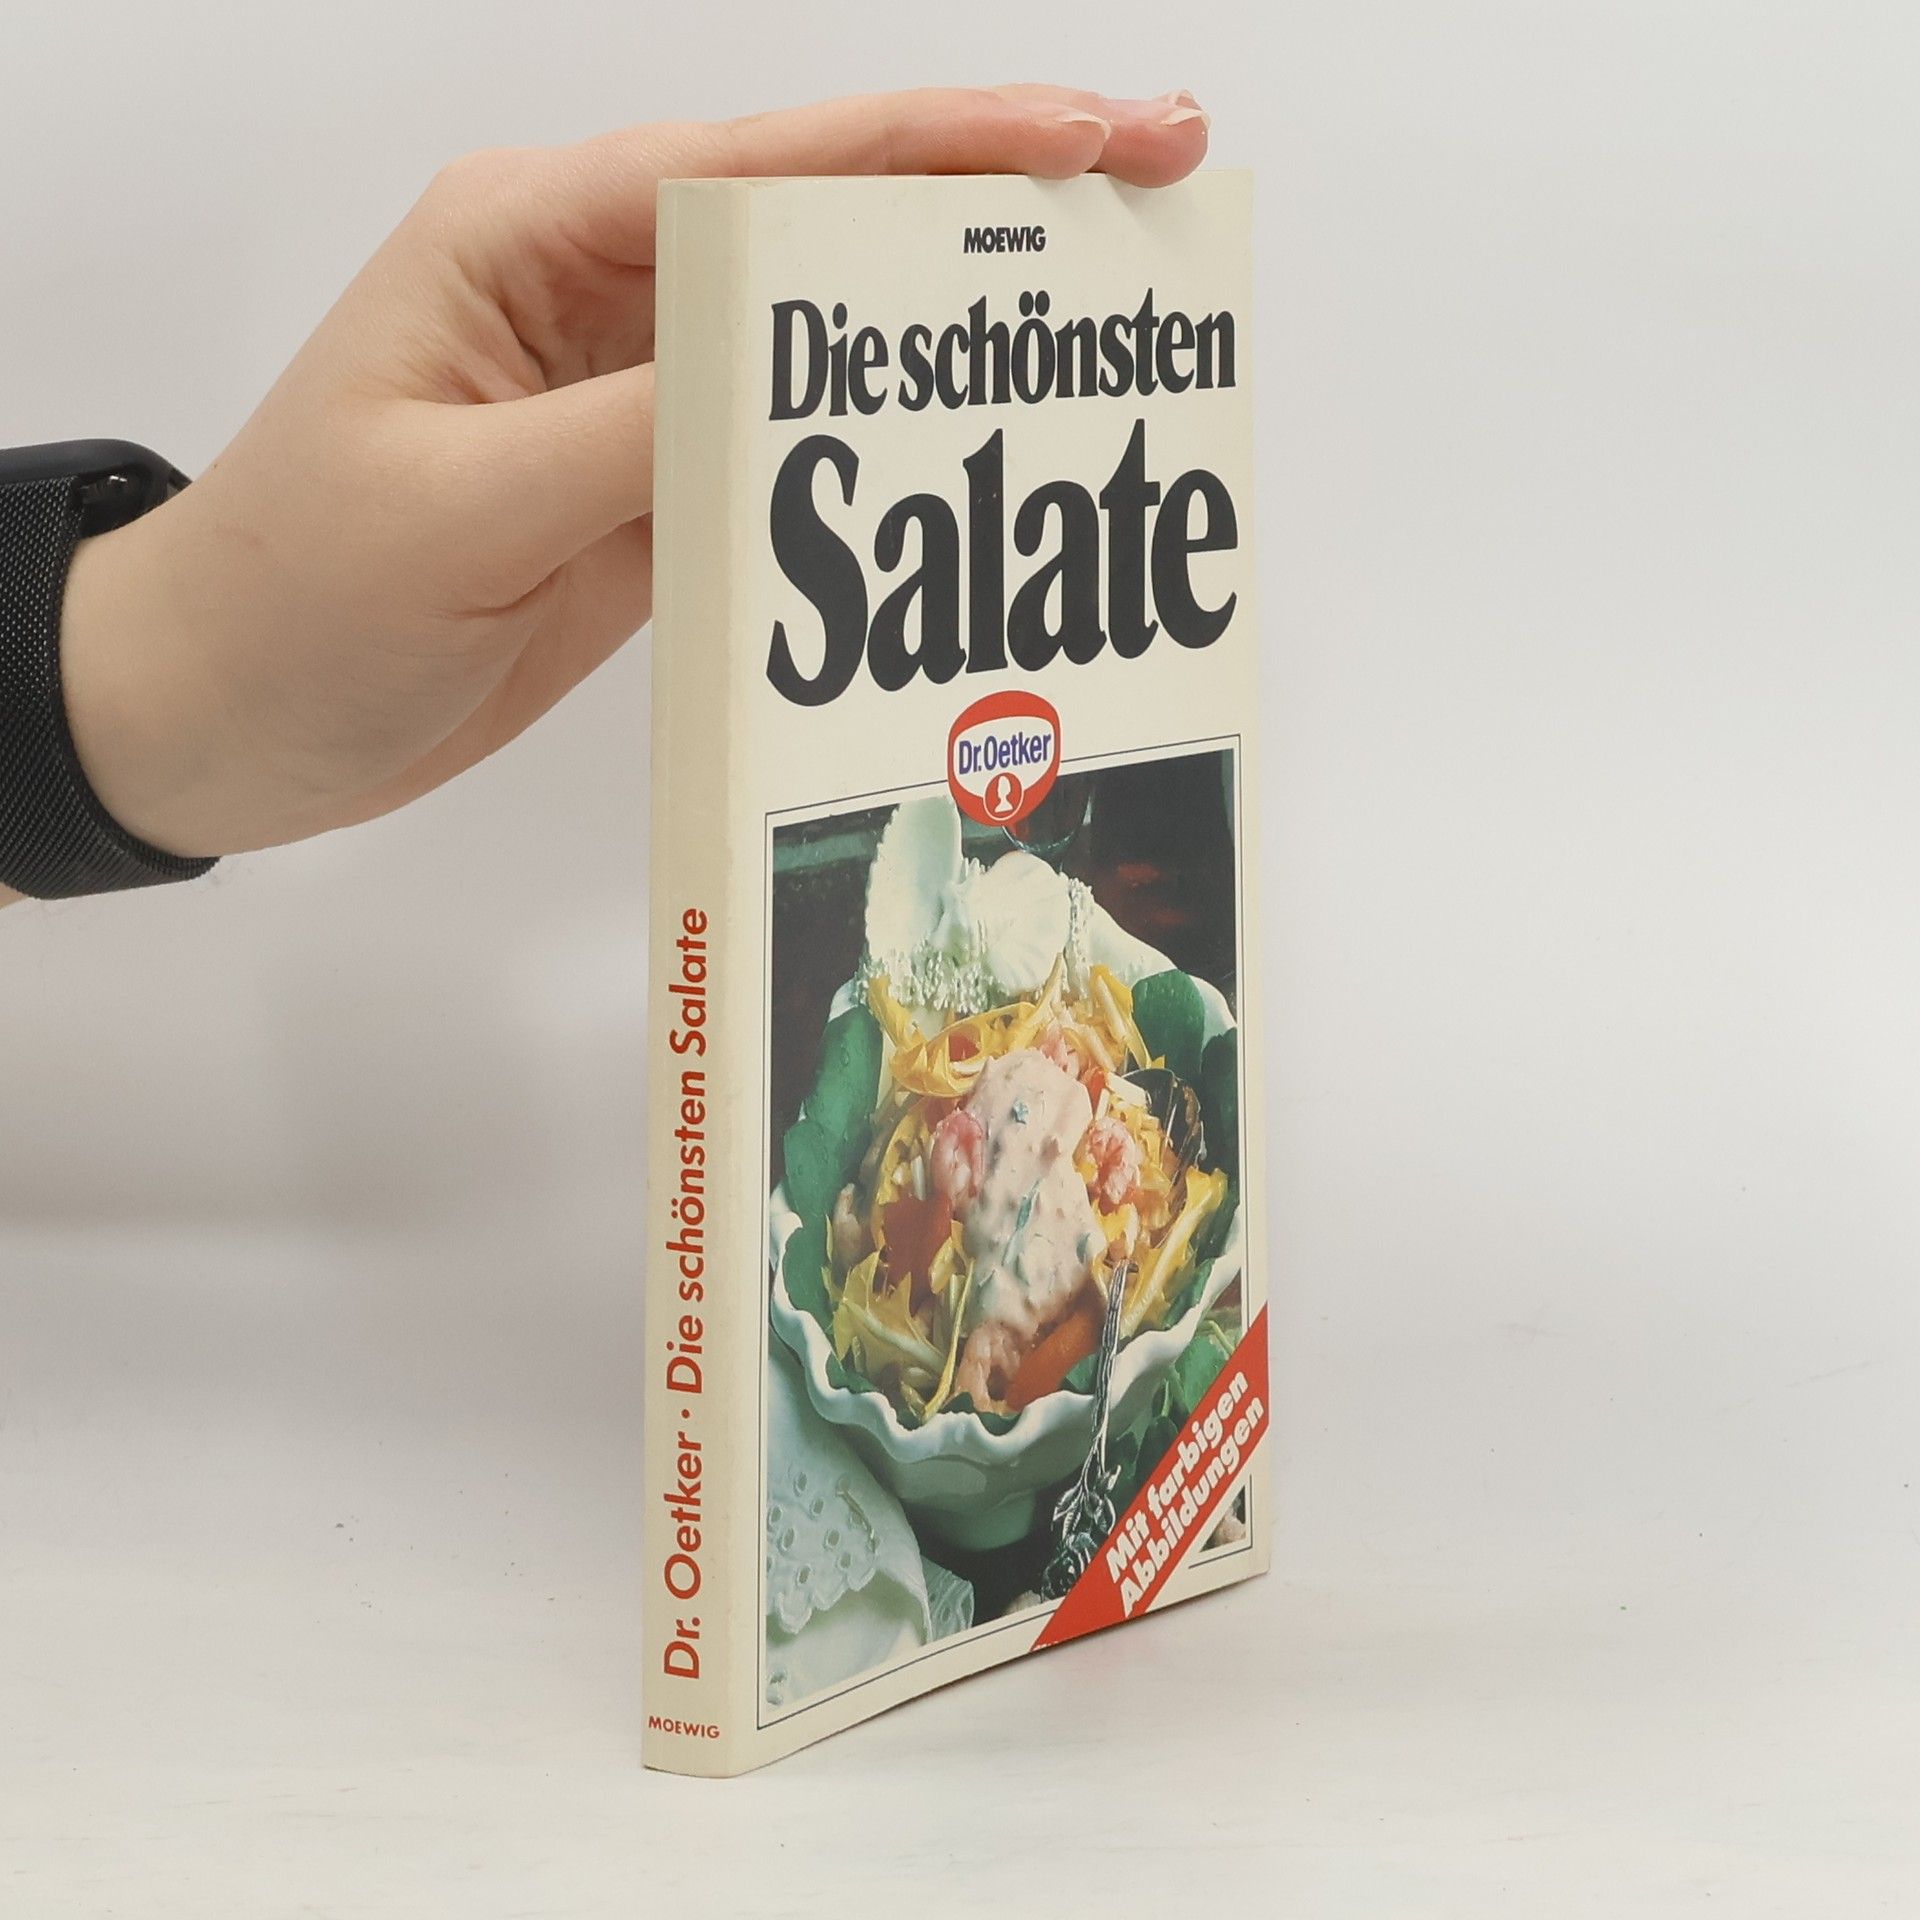 MOEWIG
Die schönsten
Salate
Dr. Oetker
Mit farbigen
Abbildungen
Dr. Oetker · Die schönsten Salate
MOEWIG